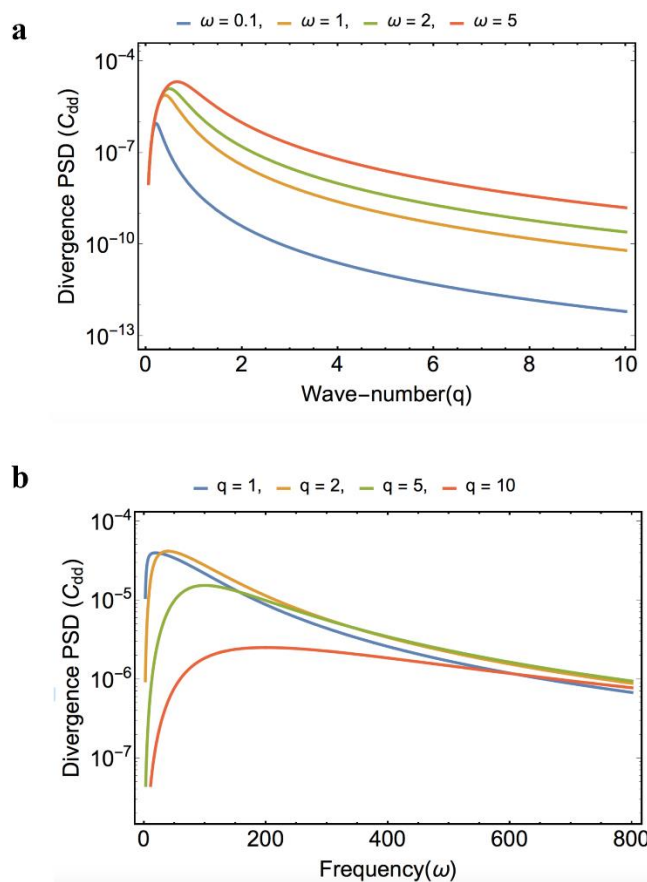 a
ω = 0.1, ω = 1, ω = 2, ω = 5
Divergence PSD (C_dd)
10^-4
10^-7
10^-10
10^-13
0 2 4 6 8 10
Wave-number(q)
b
q = 1, q = 2, q = 5, q = 10
Divergence PSD (C_dd)
10^-4
10^-5
10^-6
10^-7
0 200 400 600 800
Frequency(ω)